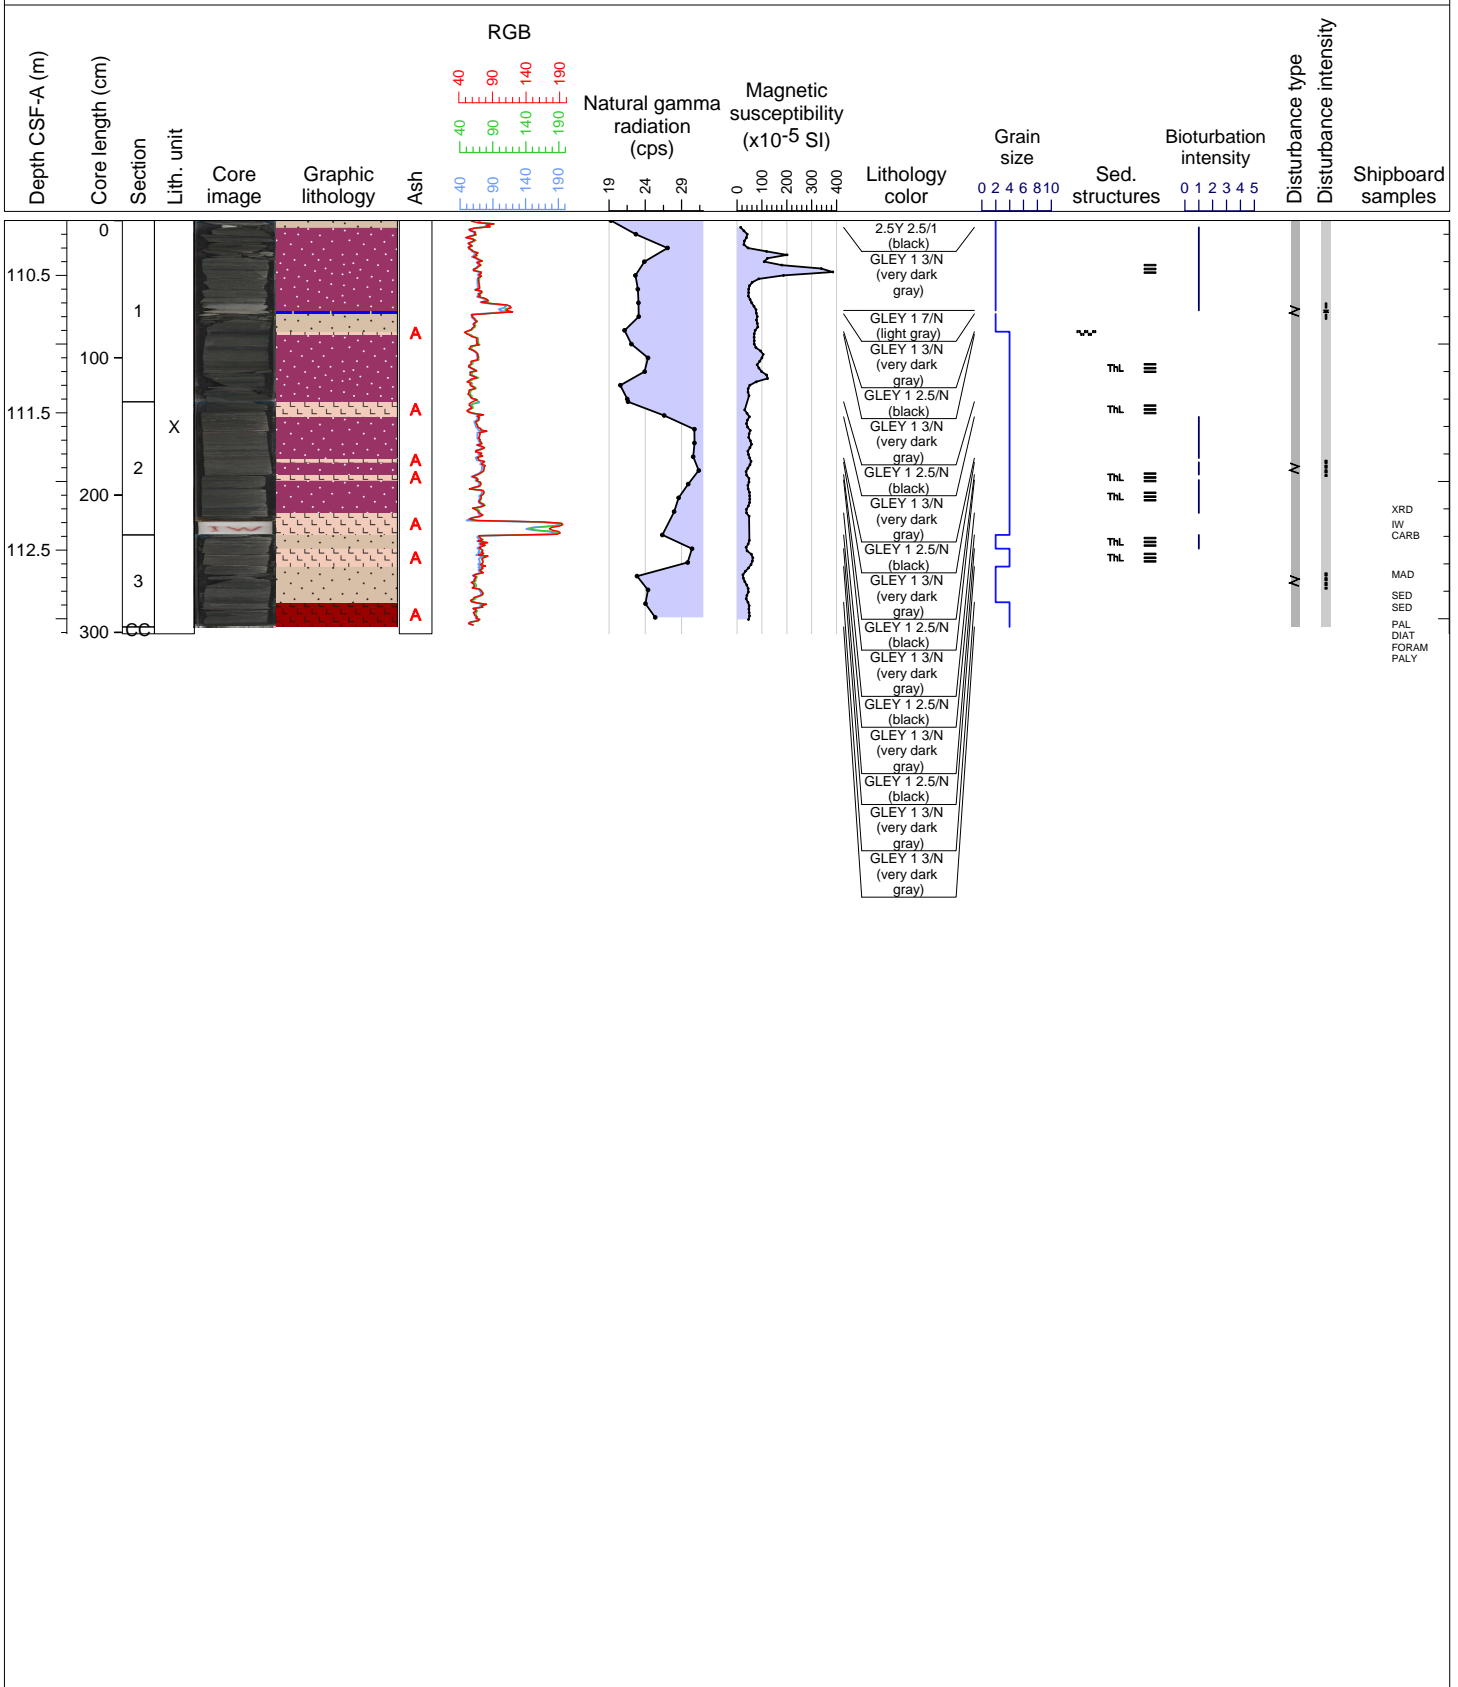 RGB
40 90 140 190
40 90 140 190
40 90 140 190
Depth CSF-A (m)
Core length (cm)
Section
Lith. unit
Core
image
Graphic
lithology
Ash
Natural gamma
radiation
(cps)
19 24 29
Magnetic
susceptibility
(x10-5 SI)
0 100 200 300 400
Lithology
color
Grain
size
0 2 4 6 8 10
Sed.
structures
Bioturbation
intensity
0 1 2 3 4 5
Disturbance type
Disturbance intensity
Shipboard
samples
110.5
111.5
112.5
0
100
200
300
1
2
3
CC
X
IW
A
A
A
A
A
A
A
2.5Y 2.5/1
(black)
GLEY 1 3/N
(very dark
gray)
GLEY 1 7/N
(light gray)
GLEY 1 3/N
(very dark
gray)
GLEY 1 2.5/N
(black)
GLEY 1 3/N
(very dark
gray)
GLEY 1 2.5/N
(black)
GLEY 1 3/N
(very dark
gray)
GLEY 1 2.5/N
(black)
GLEY 1 3/N
(very dark
gray)
GLEY 1 2.5/N
(black)
GLEY 1 3/N
(very dark
gray)
GLEY 1 2.5/N
(black)
GLEY 1 3/N
(very dark
gray)
GLEY 1 2.5/N
(black)
GLEY 1 3/N
(very dark
gray)
GLEY 1 3/N
(very dark
gray)
ThL
ThL
ThL
ThL
ThL
ThL
XRD
IW
CARB
MAD
SED
SED
PAL
DIAT
FORAM
PALY